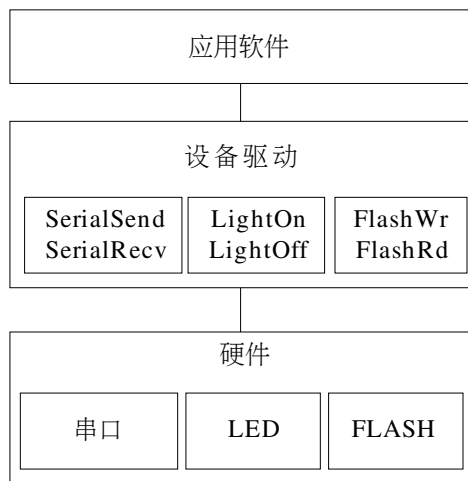 应用软件
设备驱动
SerialSend
SerialRecv
LightOn
LightOff
FlashWr
FlashRd
硬件
串口
LED
FLASH